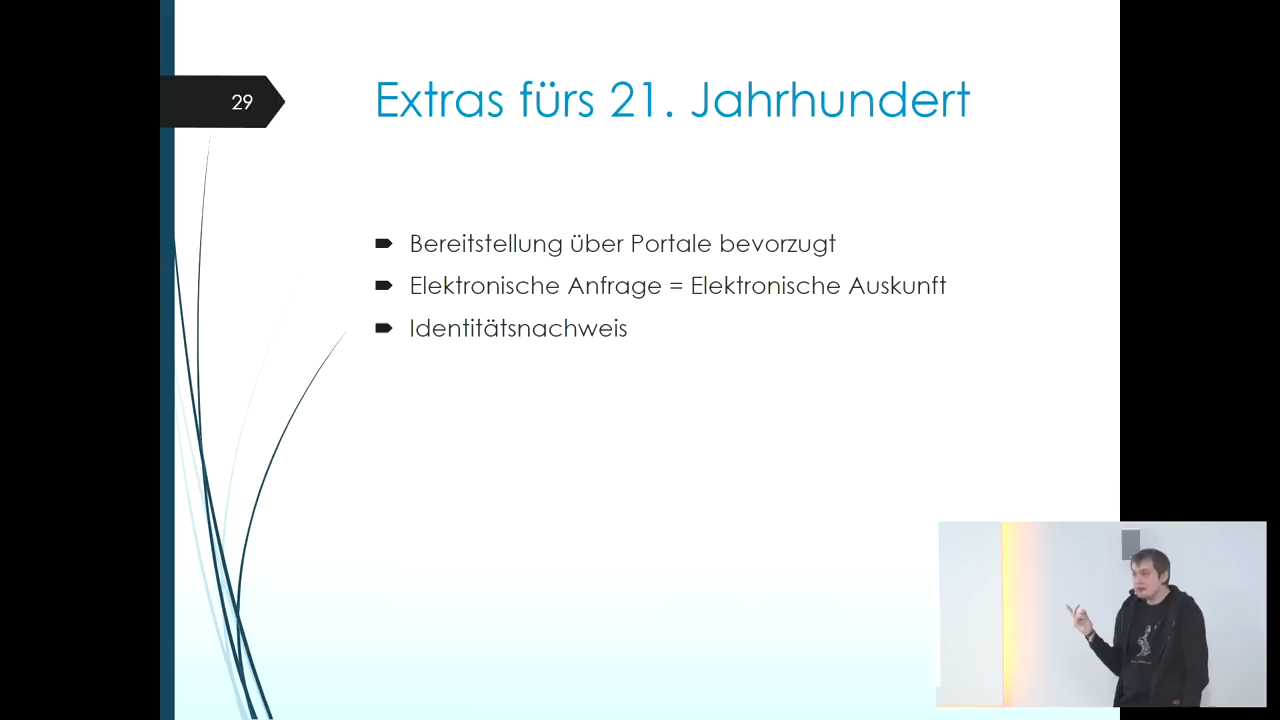 29
Extras fürs 21. Jahrhundert
Bereitstellung über Portale bevorzugt
Elektronische Anfrage = Elektronische Auskunft
Identitätsnachweis